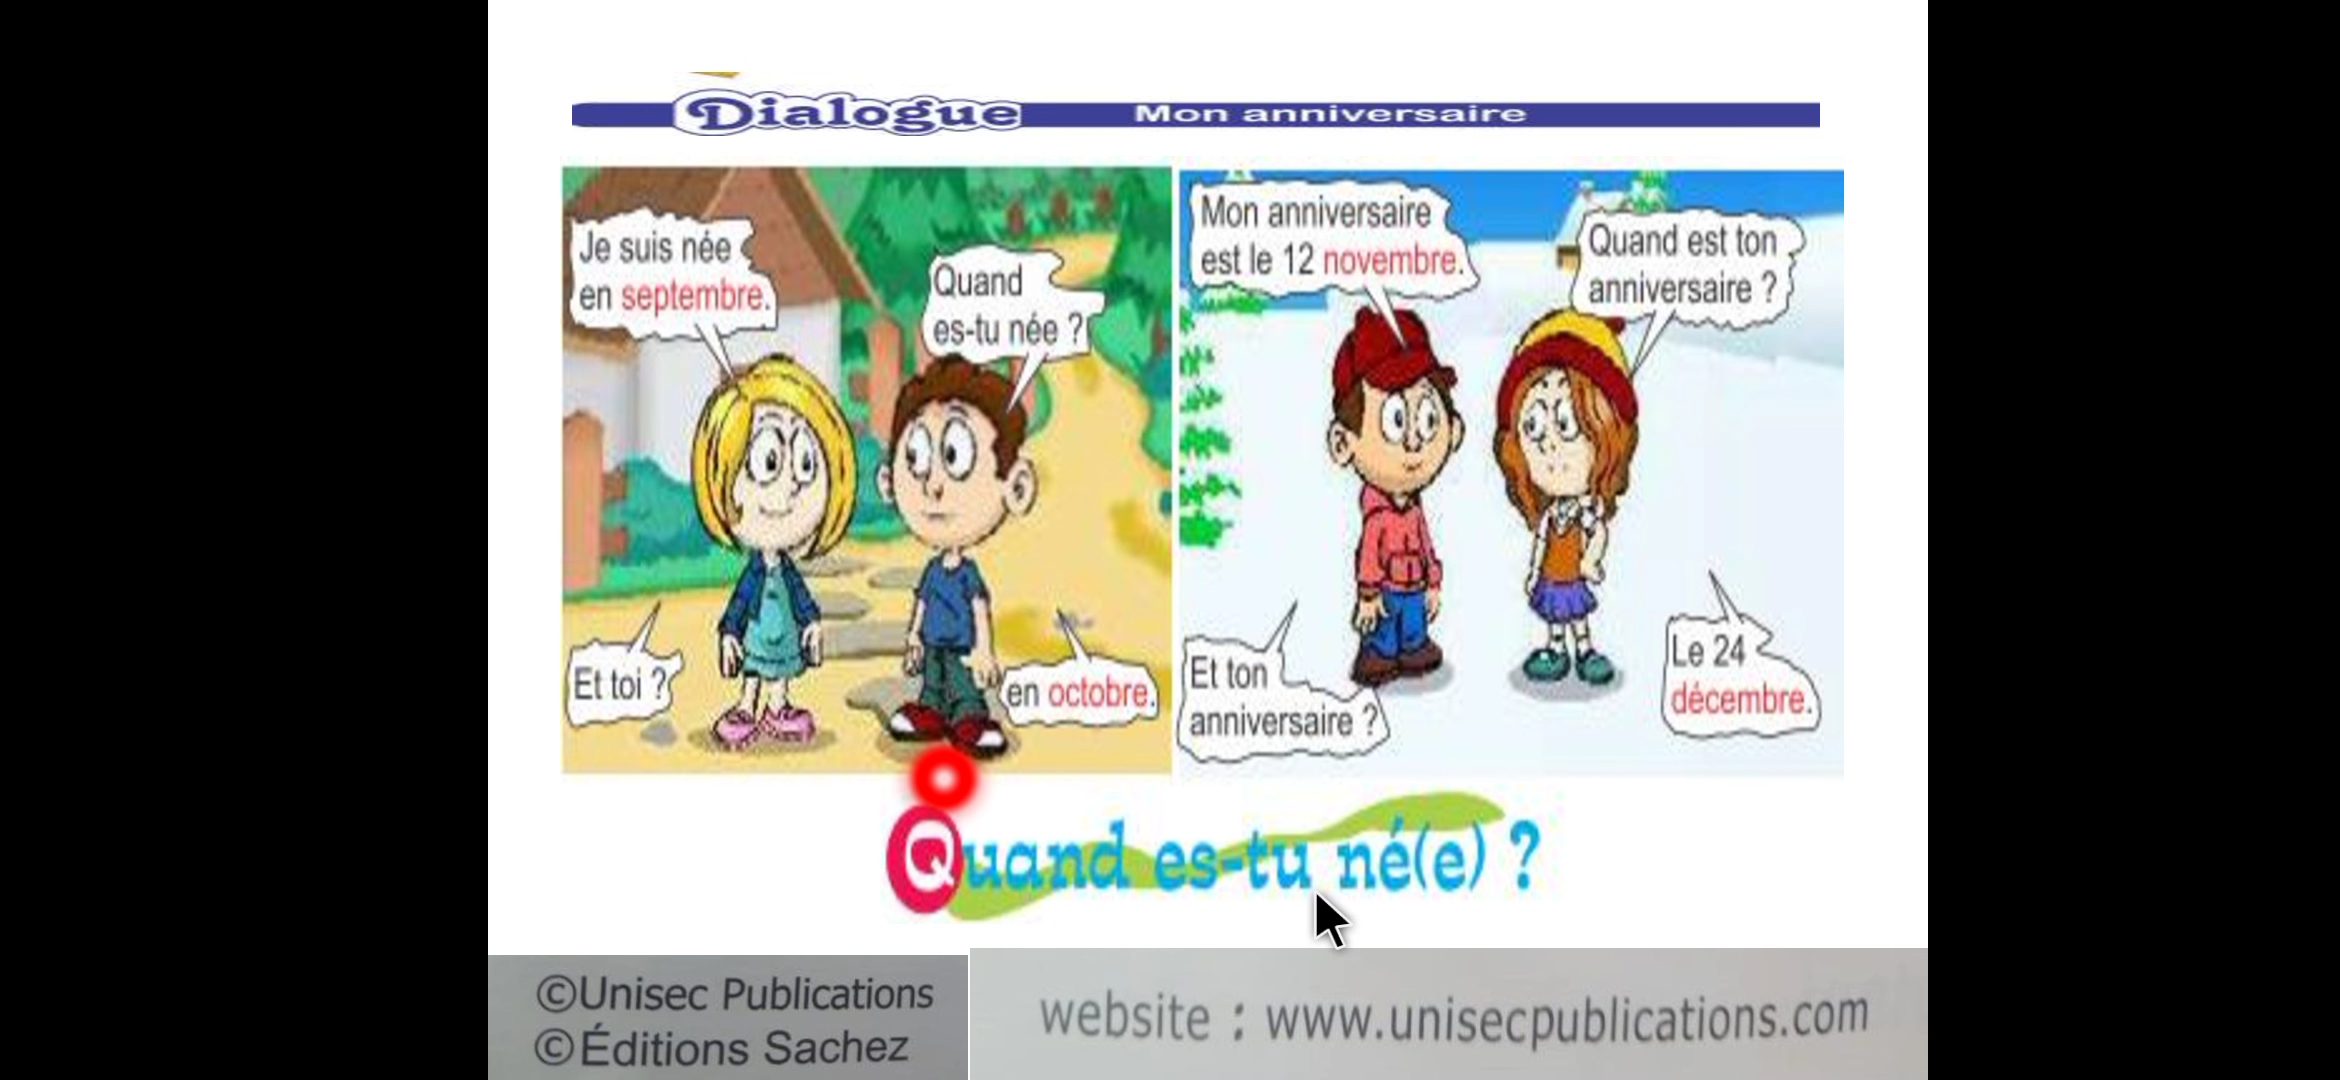 Dialogue
Mon anniversaire
Je suis née
en septembre.
Quand
es-tu née ?
Et toi ?
en octobre.
Mon anniversaire
est le 12 novembre.
Quand est ton
anniversaire ?
Et ton
anniversaire ?
Le 24
décembre.
Quand es-tu né(e) ?
©Unisec Publications
©Éditions Sachez
website : www.unisecpublications.com